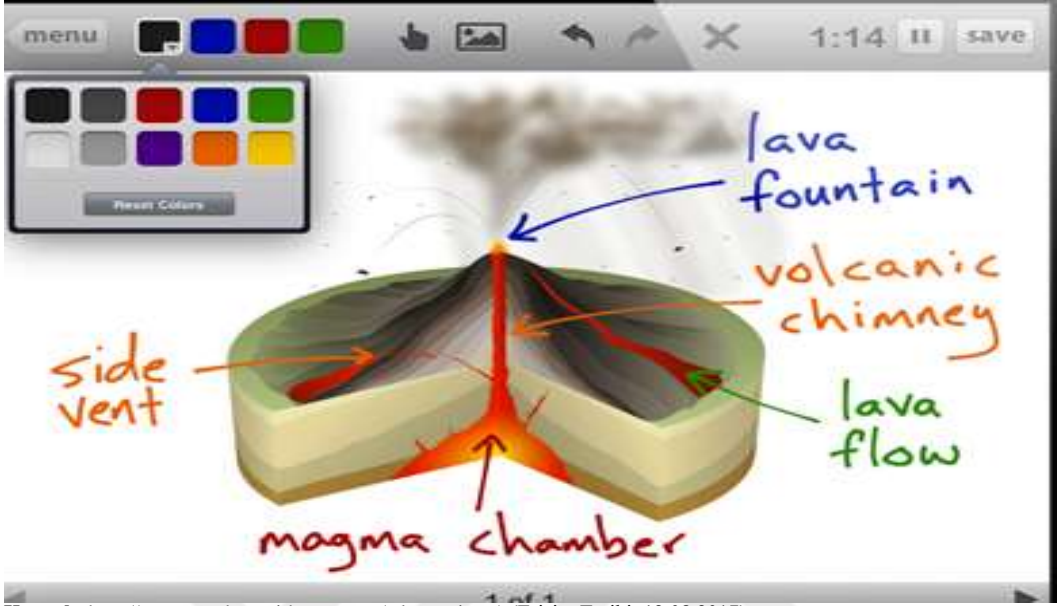 menu
1:14
save
Reset Colors
lava
fountain
volcanic
chimney
side
vent
lava
flow
magma chamber
1 of 1